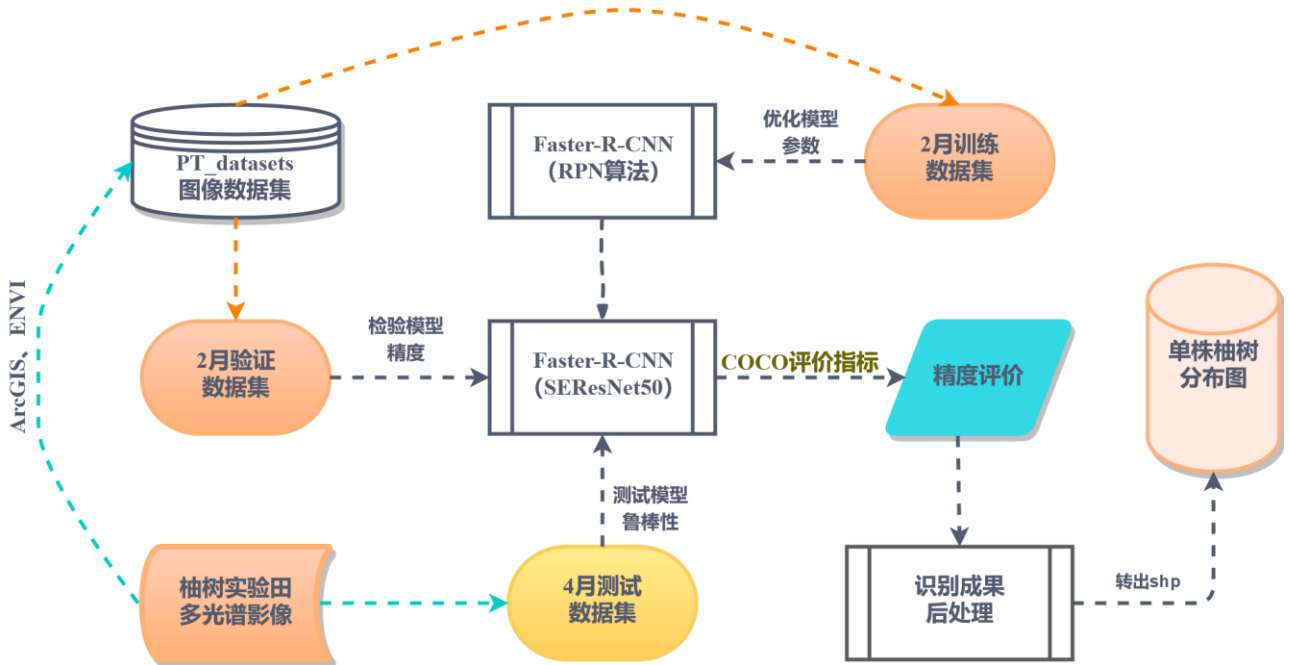 PT_datasets
图像数据集
Faster-R-CNN
（RPN算法）
优化模型
参数
2月训练
数据集
ArcGIS、ENVI
2月验证
数据集
检验模型
精度
Faster-R-CNN
（SEResNet50）
COCO评价指标
精度评价
单株柚树
分布图
测试模型
鲁棒性
柚树实验田
多光谱影像
4月测试
数据集
识别成果
后处理
转出shp